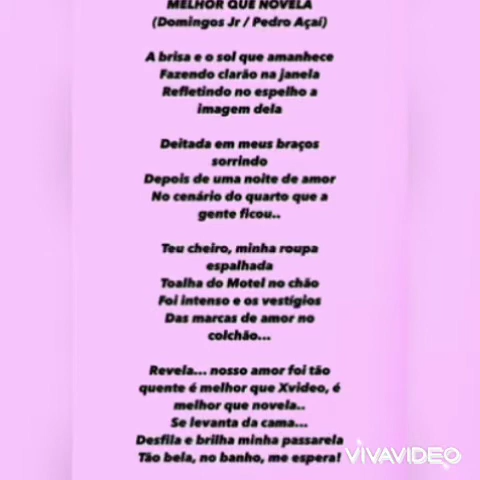 MELHOR QUE NOVELA
(Domingos Jr / Pedro Açaí)
A brisa e o sol que amanhece
Fazendo clarão na janela
Refletindo no espelho a
imagem dela
Deitada em meus braços
sorrindo
Depois de uma noite de amor
No cenário do quarto que a
gente ficou..
Teu cheiro, minha roupa
espalhada
Toalha do Motel no chão
Foi intenso e os vestígios
Das marcas de amor no
colchão...
Revela... nosso amor foi tão
quente é melhor que Xvideo, é
melhor que novela..
Se levanta da cama...
Desfila e brilha minha passarela
Tão bela, no banho, me espera!
VIVAVIDEO